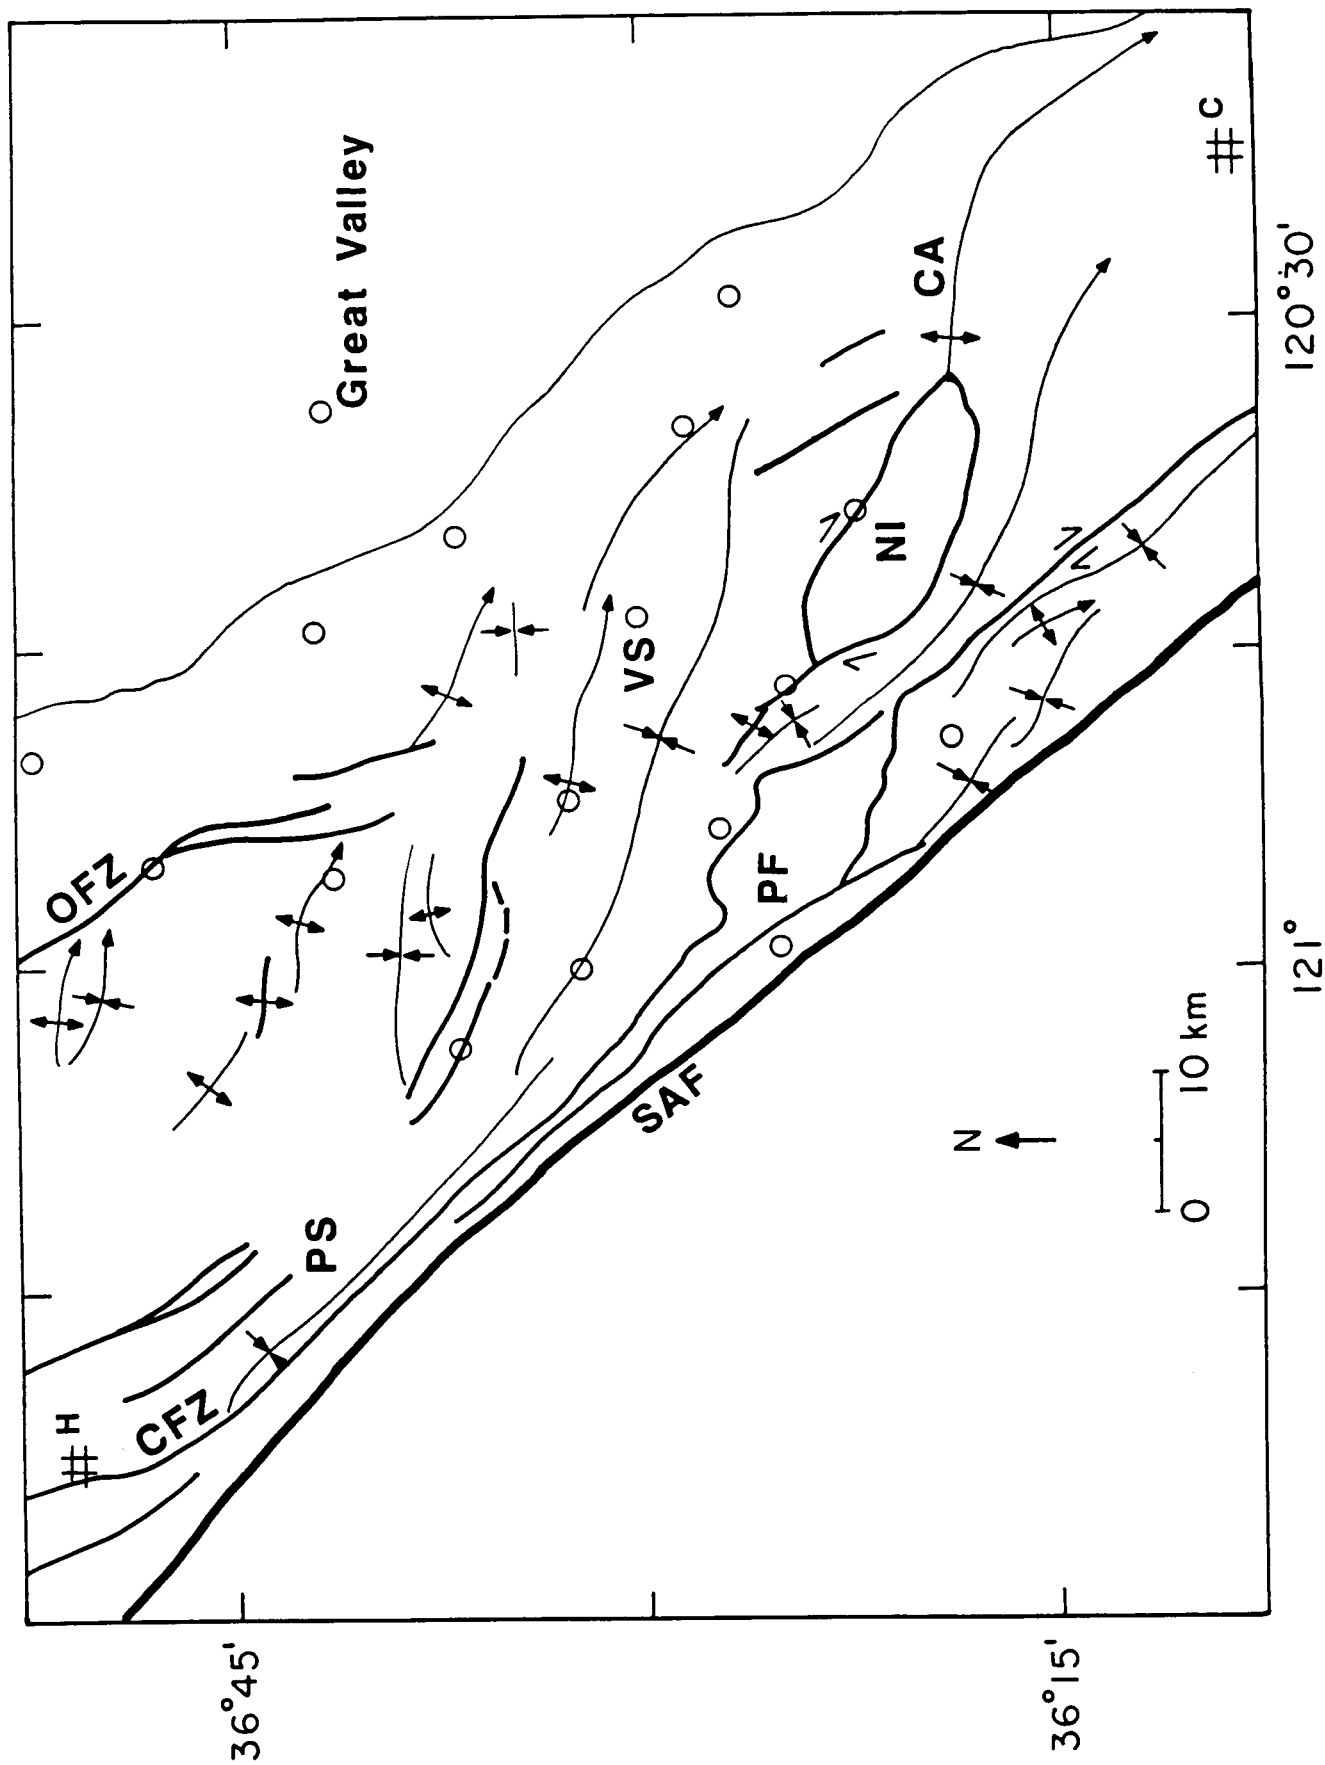 Great Valley
OFZ
H
CFZ
PS
VS
CA
NI
PF
SAF
C
N
0 10 km
36°45'
36°15'
121°
120°30'